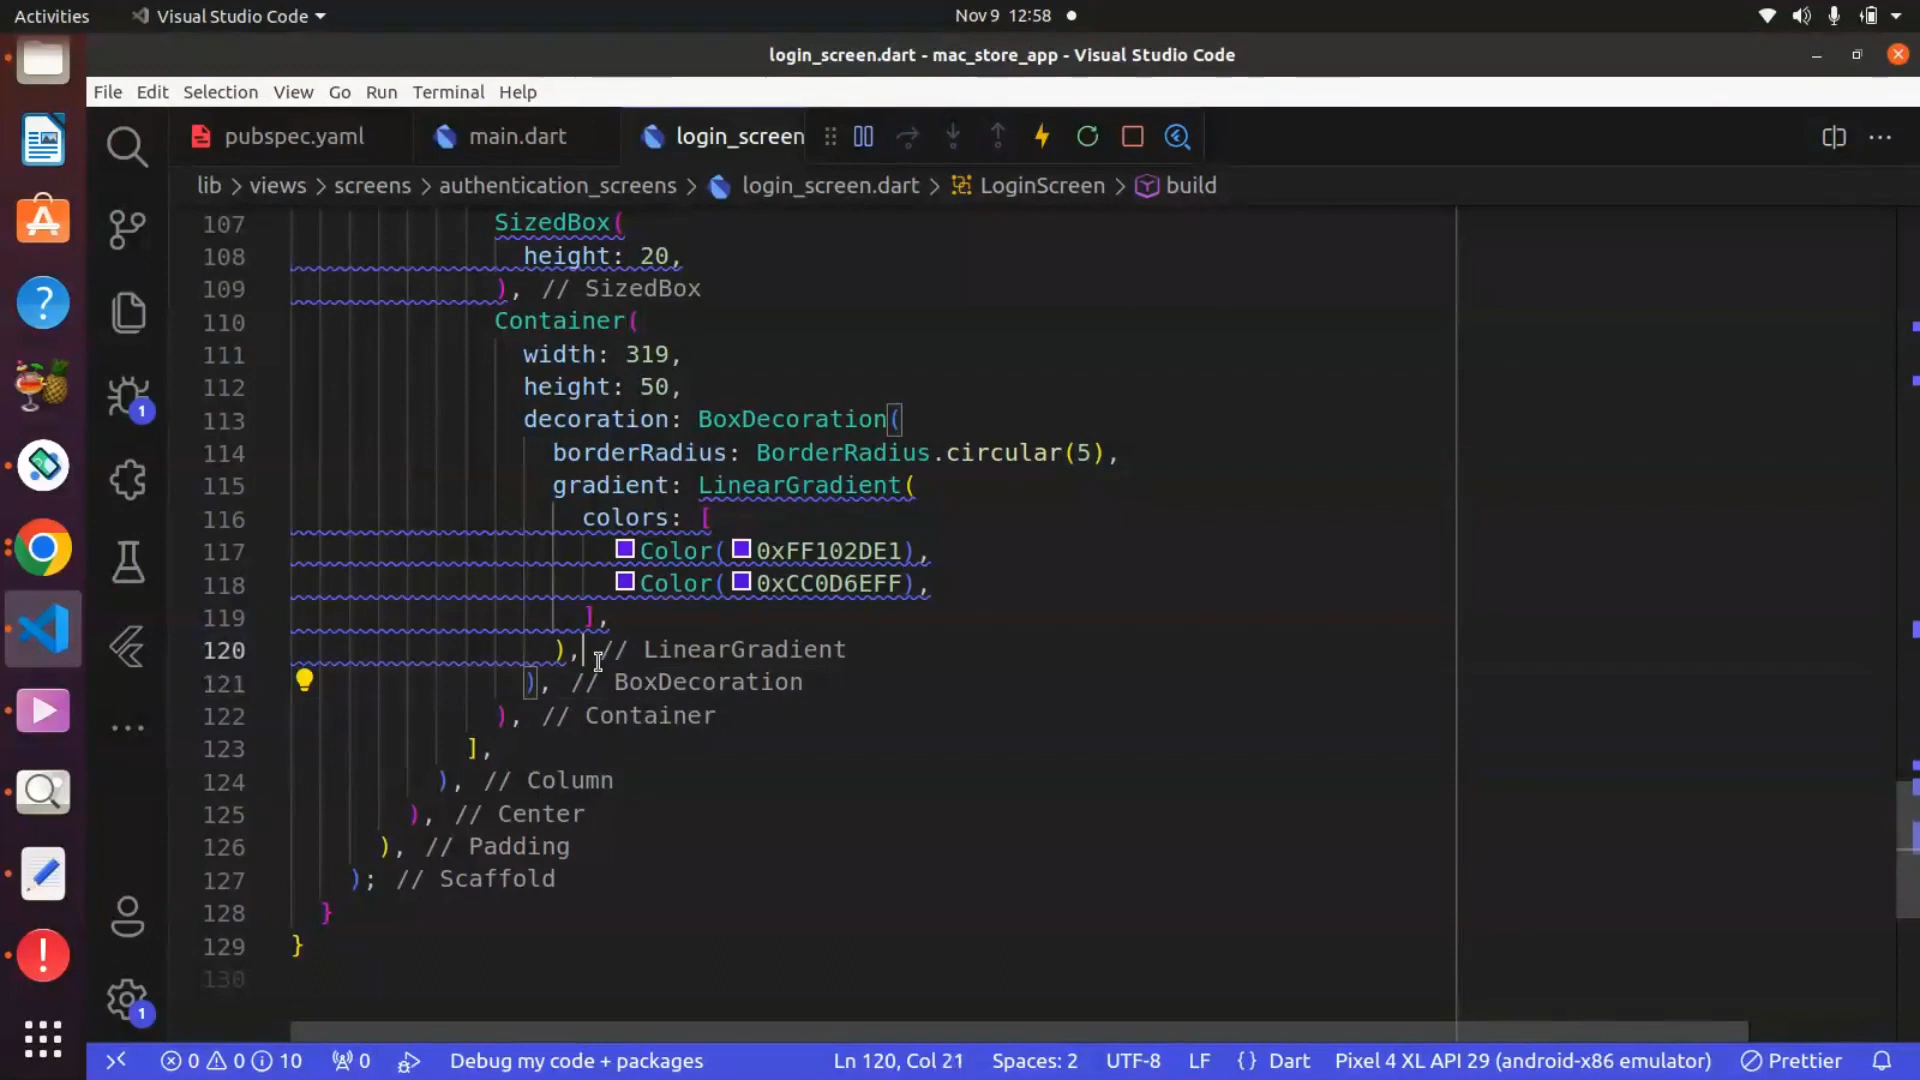 Activities Visual Studio Code Nov 9 12:58
login_screen.dart - mac_store_app - Visual Studio Code
File Edit Selection View Go Run Terminal Help
pubspec.yaml main.dart login_screen
lib > views > screens > authentication_screens > login_screen.dart > LoginScreen > build
107 SizedBox(
108 height: 20,
109 ), // SizedBox
110 Container(
111 width: 319,
112 height: 50,
113 decoration: BoxDecoration(
114 borderRadius: BorderRadius.circular(5),
115 gradient: LinearGradient(
116 colors: [
117 Color(0xFF102DE1),
118 Color(0xCC0D6EFF),
119 ],
120 ), // LinearGradient
121 ), // BoxDecoration
122 ), // Container
123 ],
124 ), // Column
125 ), // Center
126 ), // Padding
127 ); // Scaffold
128 }
129 }
130
1
1
0 0 10 0 Debug my code + packages Ln 120, Col 21 Spaces: 2 UTF-8 LF {} Dart Pixel 4 XL API 29 (android-x86 emulator) Prettier